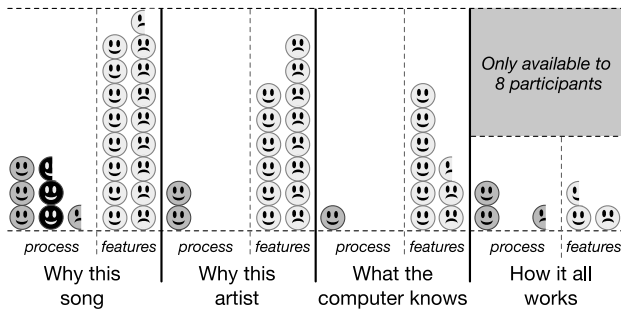 Only available to
8 participants
process
features
process
features
process
features
process
features
Why this
song
Why this
artist
What the
computer knows
How it all
works